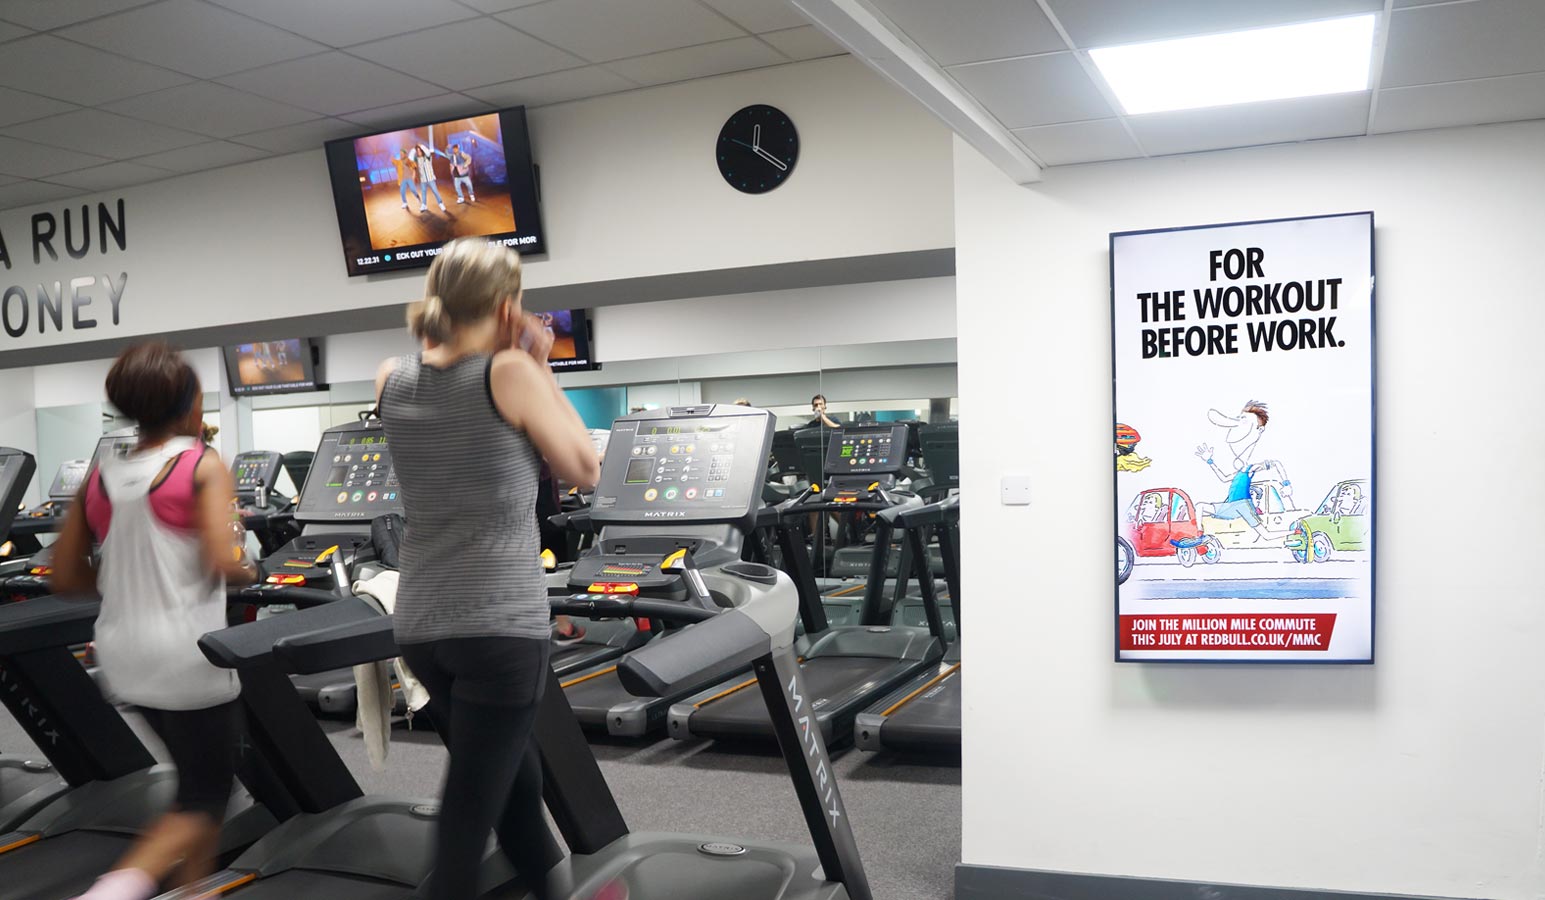 A RUN
ONEY
12.22.31 ECK OUT YOUR
LE FOR MOR
FOR
THE WORKOUT
BEFORE WORK.
JOIN THE MILLION MILE COMMUTE
THIS JULY AT REDBULL.CO.UK/MMC
MATRIX
MATRIX
MATRIX